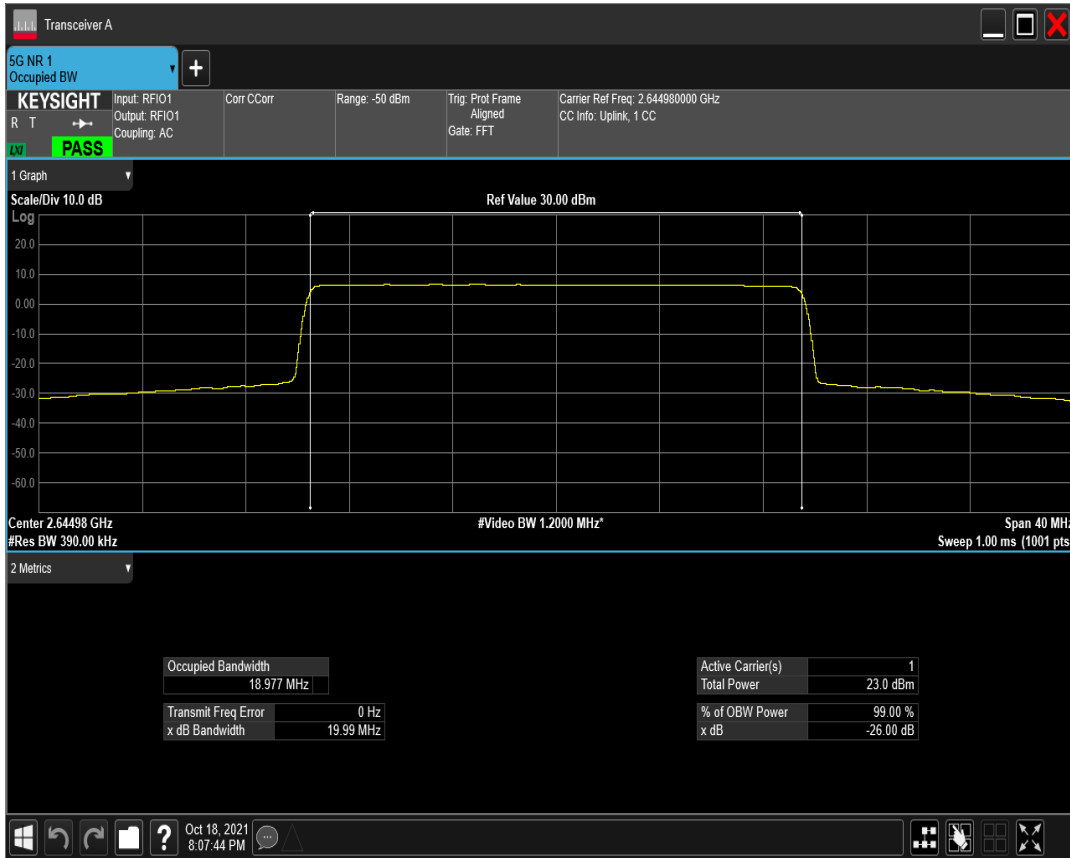 Transceiver A
5G NR 1
Occupied BW
KEYSIGHT
R T
LXI
PASS
Input: RFIO1
Output: RFIO1
Coupling: AC
Corr CCorr
Range: -50 dBm
Trig: Prot Frame
Aligned
Gate: FFT
Carrier Ref Freq: 2.644980000 GHz
CC Info: Uplink, 1 CC
1 Graph
Scale/Div 10.0 dB
Ref Value 30.00 dBm
Log
20.0
10.0
0.00
-10.0
-20.0
-30.0
-40.0
-50.0
-60.0
Center 2.64498 GHz
#Video BW 1.2000 MHz*
Span 40 MHz
#Res BW 390.00 kHz
Sweep 1.00 ms (1001 pts
2 Metrics
Occupied Bandwidth
18.977 MHz
Transmit Freq Error 0 Hz
x dB Bandwidth 19.99 MHz
Active Carrier(s) 1
Total Power 23.0 dBm
% of OBW Power 99.00 %
x dB -26.00 dB
?
Oct 18, 2021
8:07:44 PM